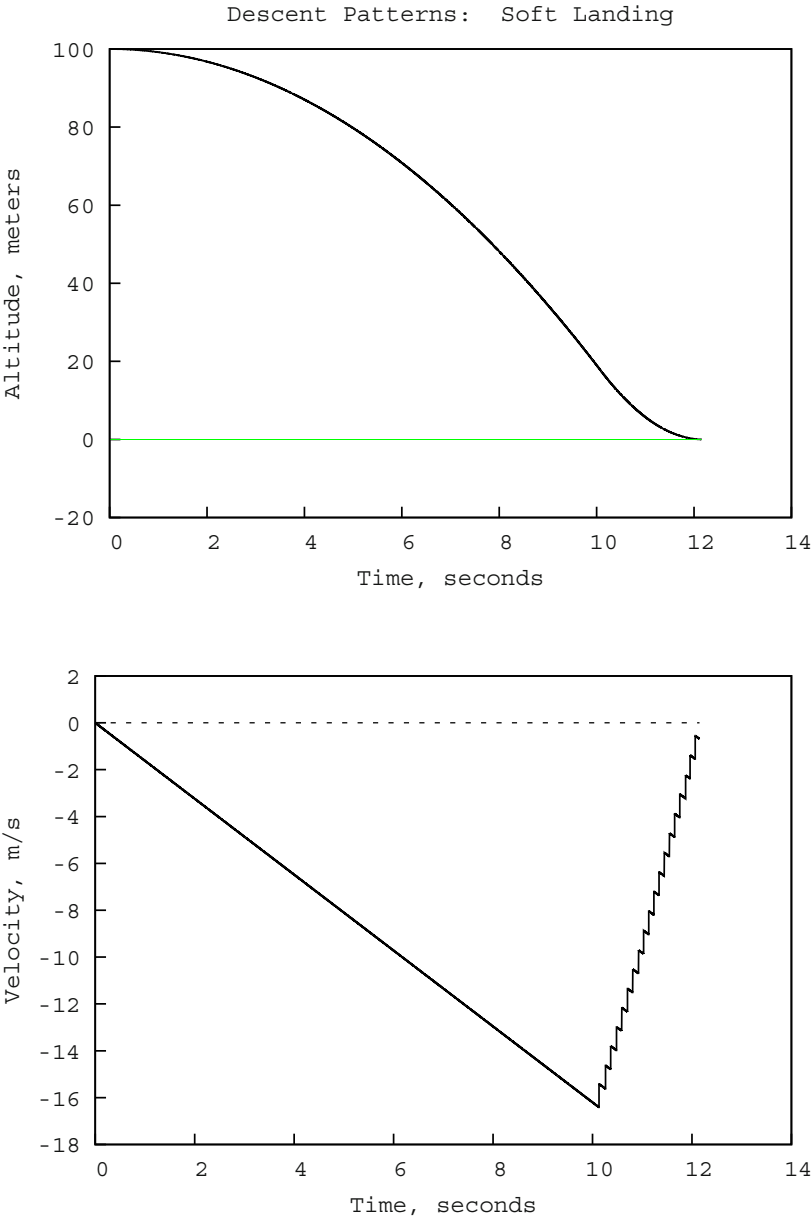 Descent Patterns:  Soft Landing
100
80
60
40
20
0
-20
Altitude, meters
0 2 4 6 8 10 12 14
Time, seconds
2
0
-2
-4
-6
-8
-10
-12
-14
-16
-18
Velocity, m/s
0 2 4 6 8 10 12 14
Time, seconds